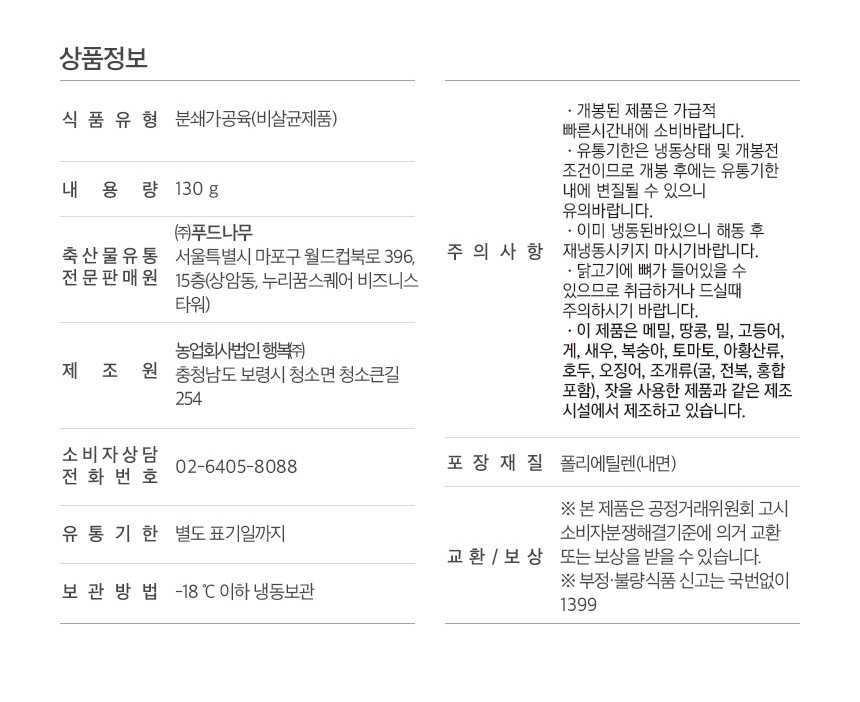 상품정보
식품유형 분쇄가공육(비살균제품)
내용량 130 g
축산물유통
전문판매원
㈜푸드나무
서울특별시 마포구 월드컵북로 396,
15층(상암동, 누리꿈스퀘어 비즈니스
타워)
제조원
농업회사법인 행복㈜
충청남도 보령시 청소면 청소큰길
254
소비자상담
전화번호
02-6405-8088
유통기한 별도 표기일까지
보관방법 -18 ℃ 이하 냉동보관
주의사항
· 개봉된 제품은 가급적
빠른시간내에 소비바랍니다.
· 유통기한은 냉동상태 및 개봉전
조건이므로 개봉 후에는 유통기한
내에 변질될 수 있으니
유의바랍니다.
· 이미 냉동된바있으니 해동 후
재냉동시키지 마시기바랍니다.
· 닭고기에 뼈가 들어있을 수
있으므로 취급하거나 드실때
주의하시기 바랍니다.
· 이 제품은 메밀, 땅콩, 밀, 고등어,
게, 새우, 복숭아, 토마토, 아황산류,
호두, 오징어, 조개류(굴, 전복, 홍합
포함), 잣을 사용한 제품과 같은 제조
시설에서 제조하고 있습니다.
포장재질 폴리에틸렌(내면)
교환/보상
※ 본 제품은 공정거래위원회 고시
소비자분쟁해결기준에 의거 교환
또는 보상을 받을 수 있습니다.
※ 부정·불량식품 신고는 국번없이
1399